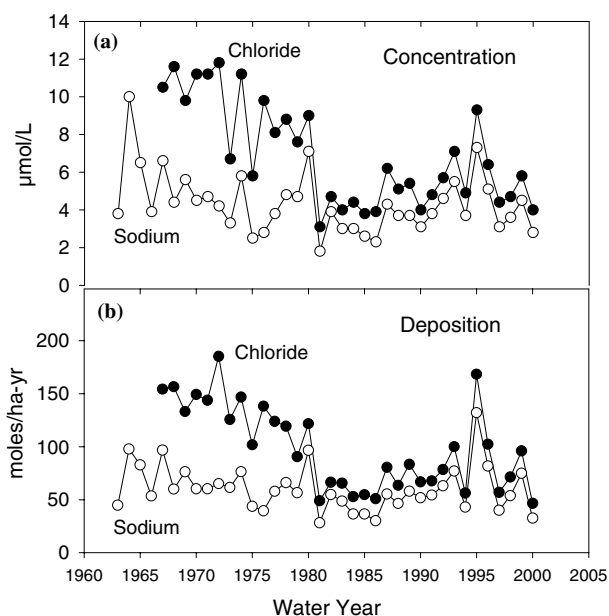 (a)
Chloride
Concentration
14
12
10
8
6
4
2
0
µmol/L
Sodium
(b)
Deposition
Chloride
200
150
100
50
0
moles/ha-yr
Sodium
1960 1965 1970 1975 1980 1985 1990 1995 2000 2005
Water Year